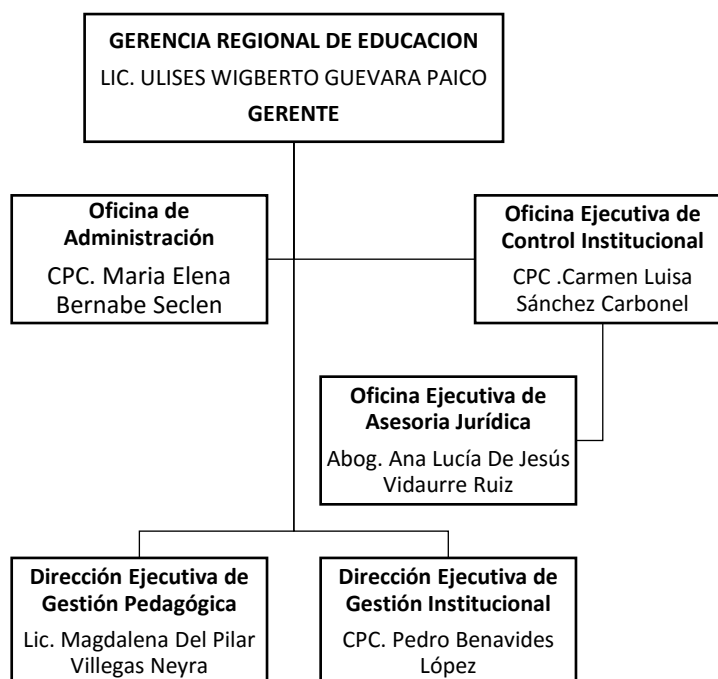 GERENCIA REGIONAL DE EDUCACION
LIC. ULISES WIGBERTO GUEVARA PAICO
GERENTE
Oficina de
Administración
CPC. Maria Elena
Bernabe Seclen
Oficina Ejecutiva de
Control Institucional
CPC .Carmen Luisa
Sánchez Carbonel
Oficina Ejecutiva de
Asesoria Jurídica
Abog. Ana Lucía De Jesús
Vidaurre Ruiz
Dirección Ejecutiva de
Gestión Pedagógica
Lic. Magdalena Del Pilar
Villegas Neyra
Dirección Ejecutiva de
Gestión Institucional
CPC. Pedro Benavides
López